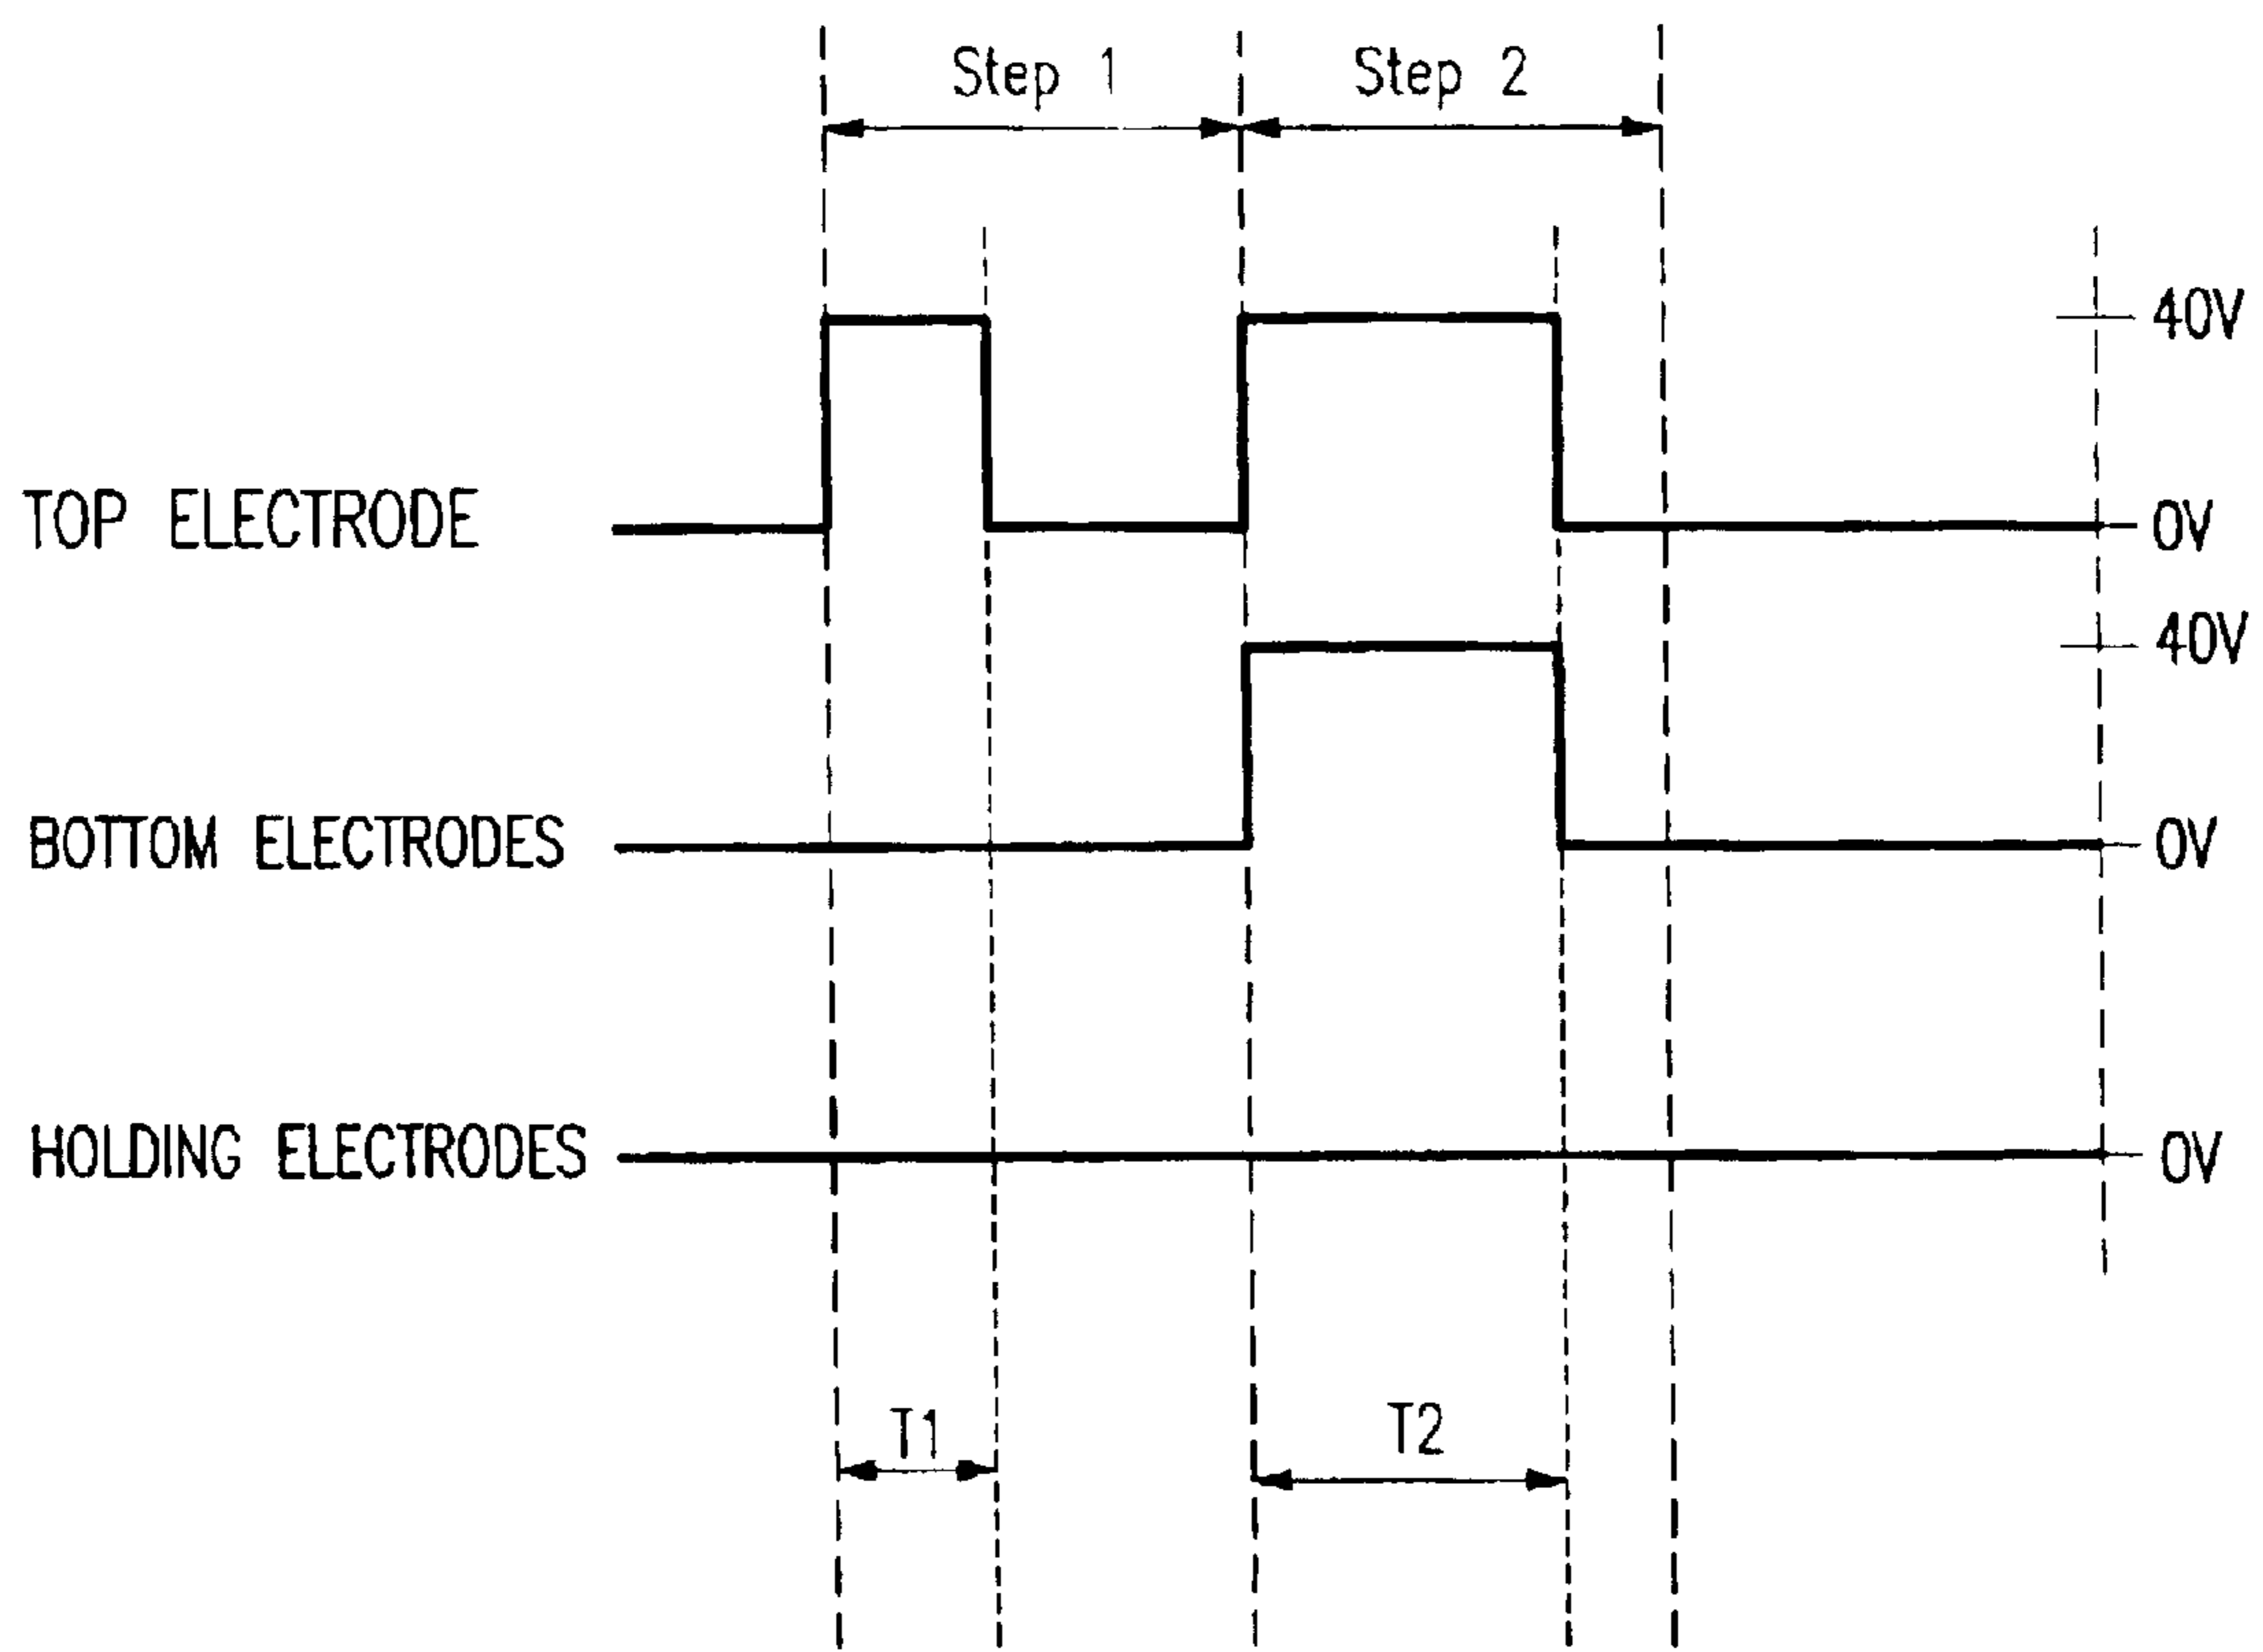 Step 1 Step 2
40V
TOP ELECTRODE 0V
40V
BOTTOM ELECTRODES 0V
HOLDING ELECTRODES 0V
T1 T2